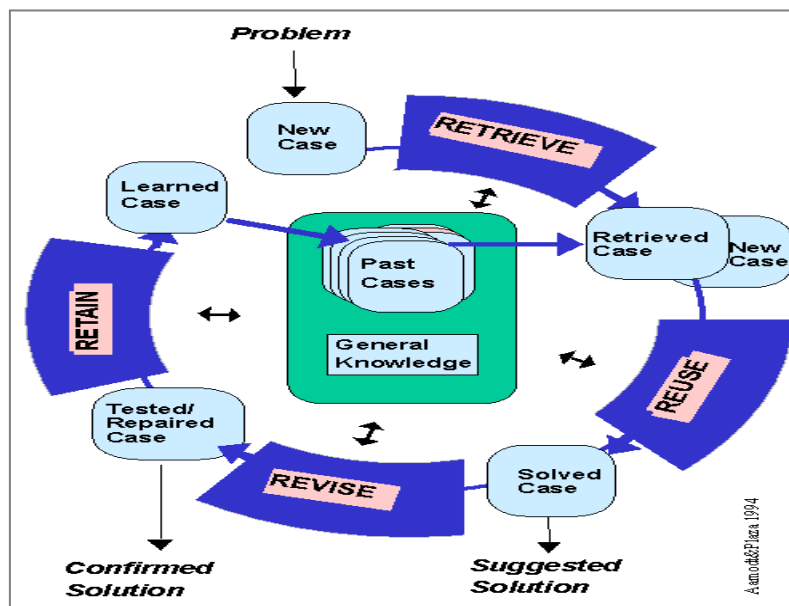 Problem
New
Case
RETRIEVE
Learned
Case
Retrieved
Case
New
Case
Past
Cases
General
Knowledge
RETAIN
REUSE
Tested/
Repaired
Case
REVISE
Solved
Case
Confirmed
Solution
Suggested
Solution
Aamodt&Plaza 1994